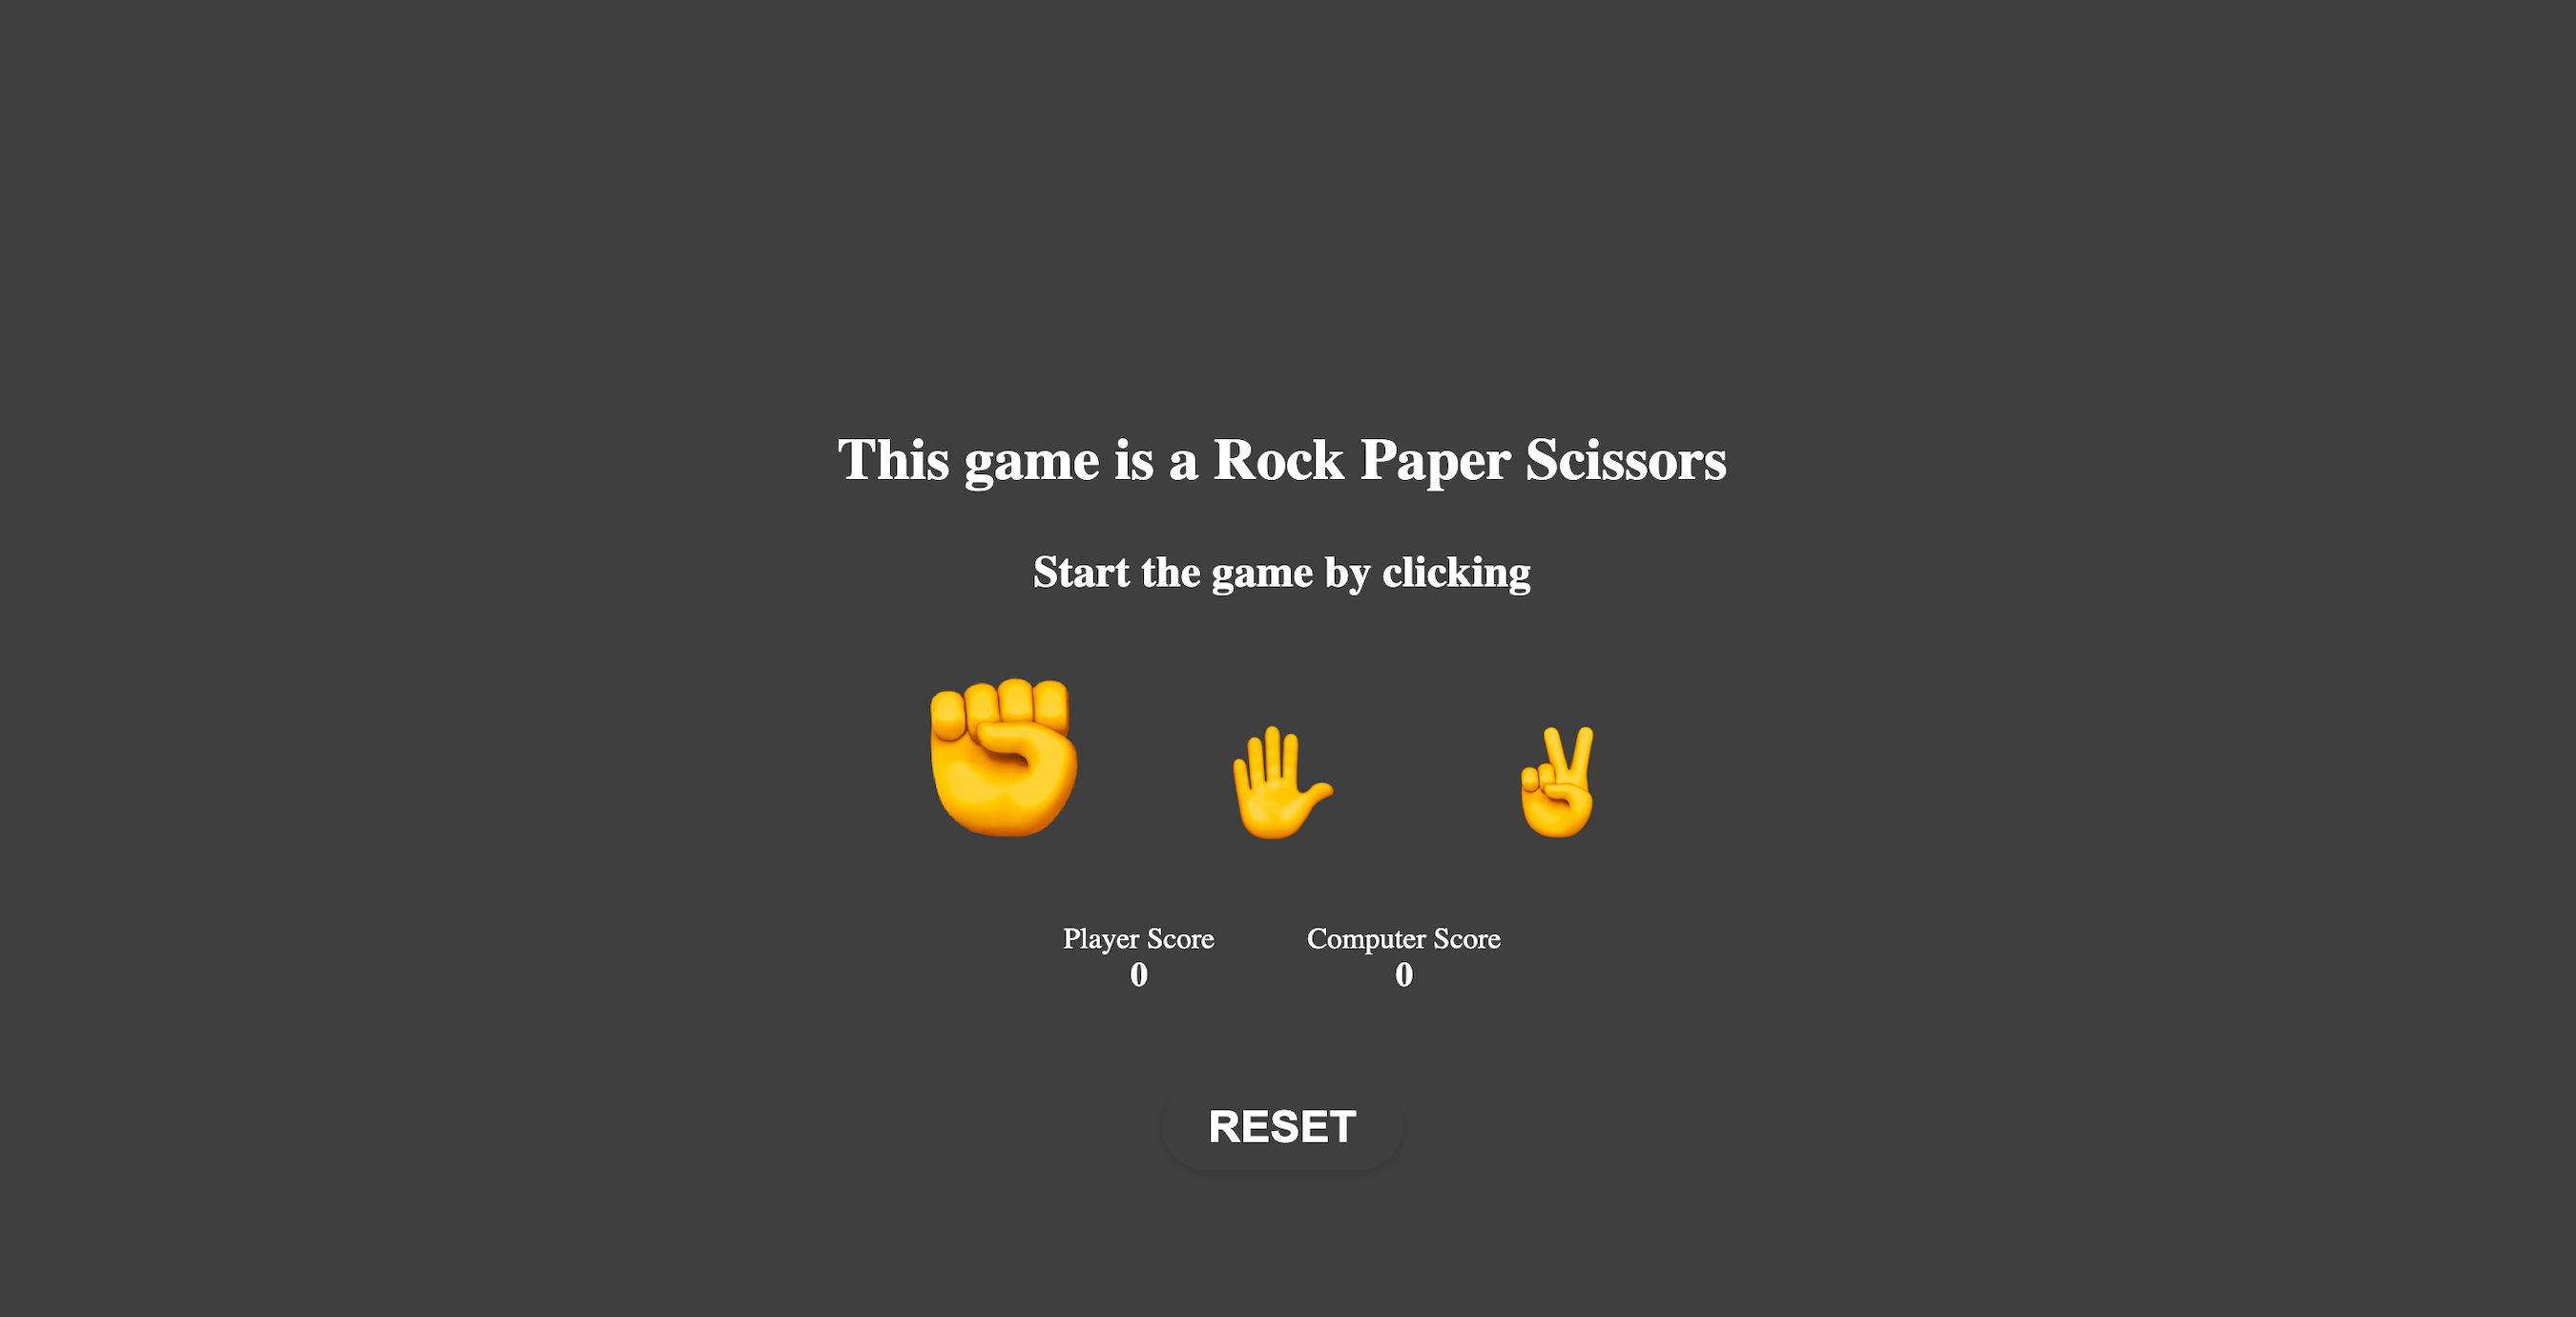 This game is a Rock Paper Scissors
Start the game by clicking
Player Score
0
Computer Score
0
RESET